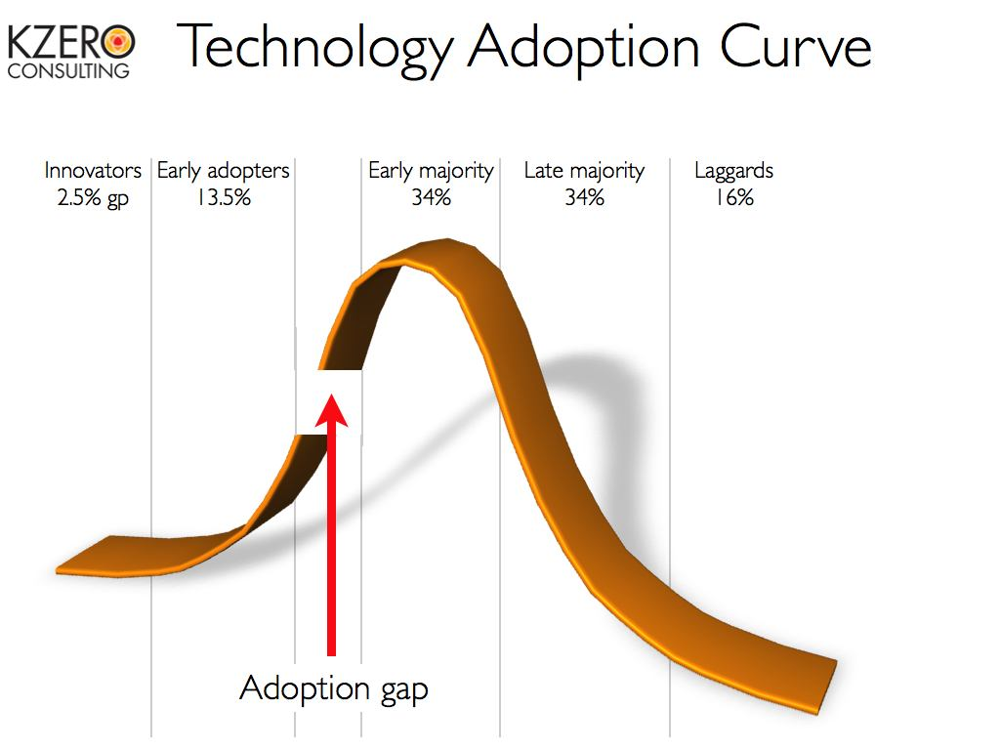 KZERO
CONSULTING
Technology Adoption Curve
Innovators
2.5% gp
Early adopters
13.5%
Early majority
34%
Late majority
34%
Laggards
16%
Adoption gap